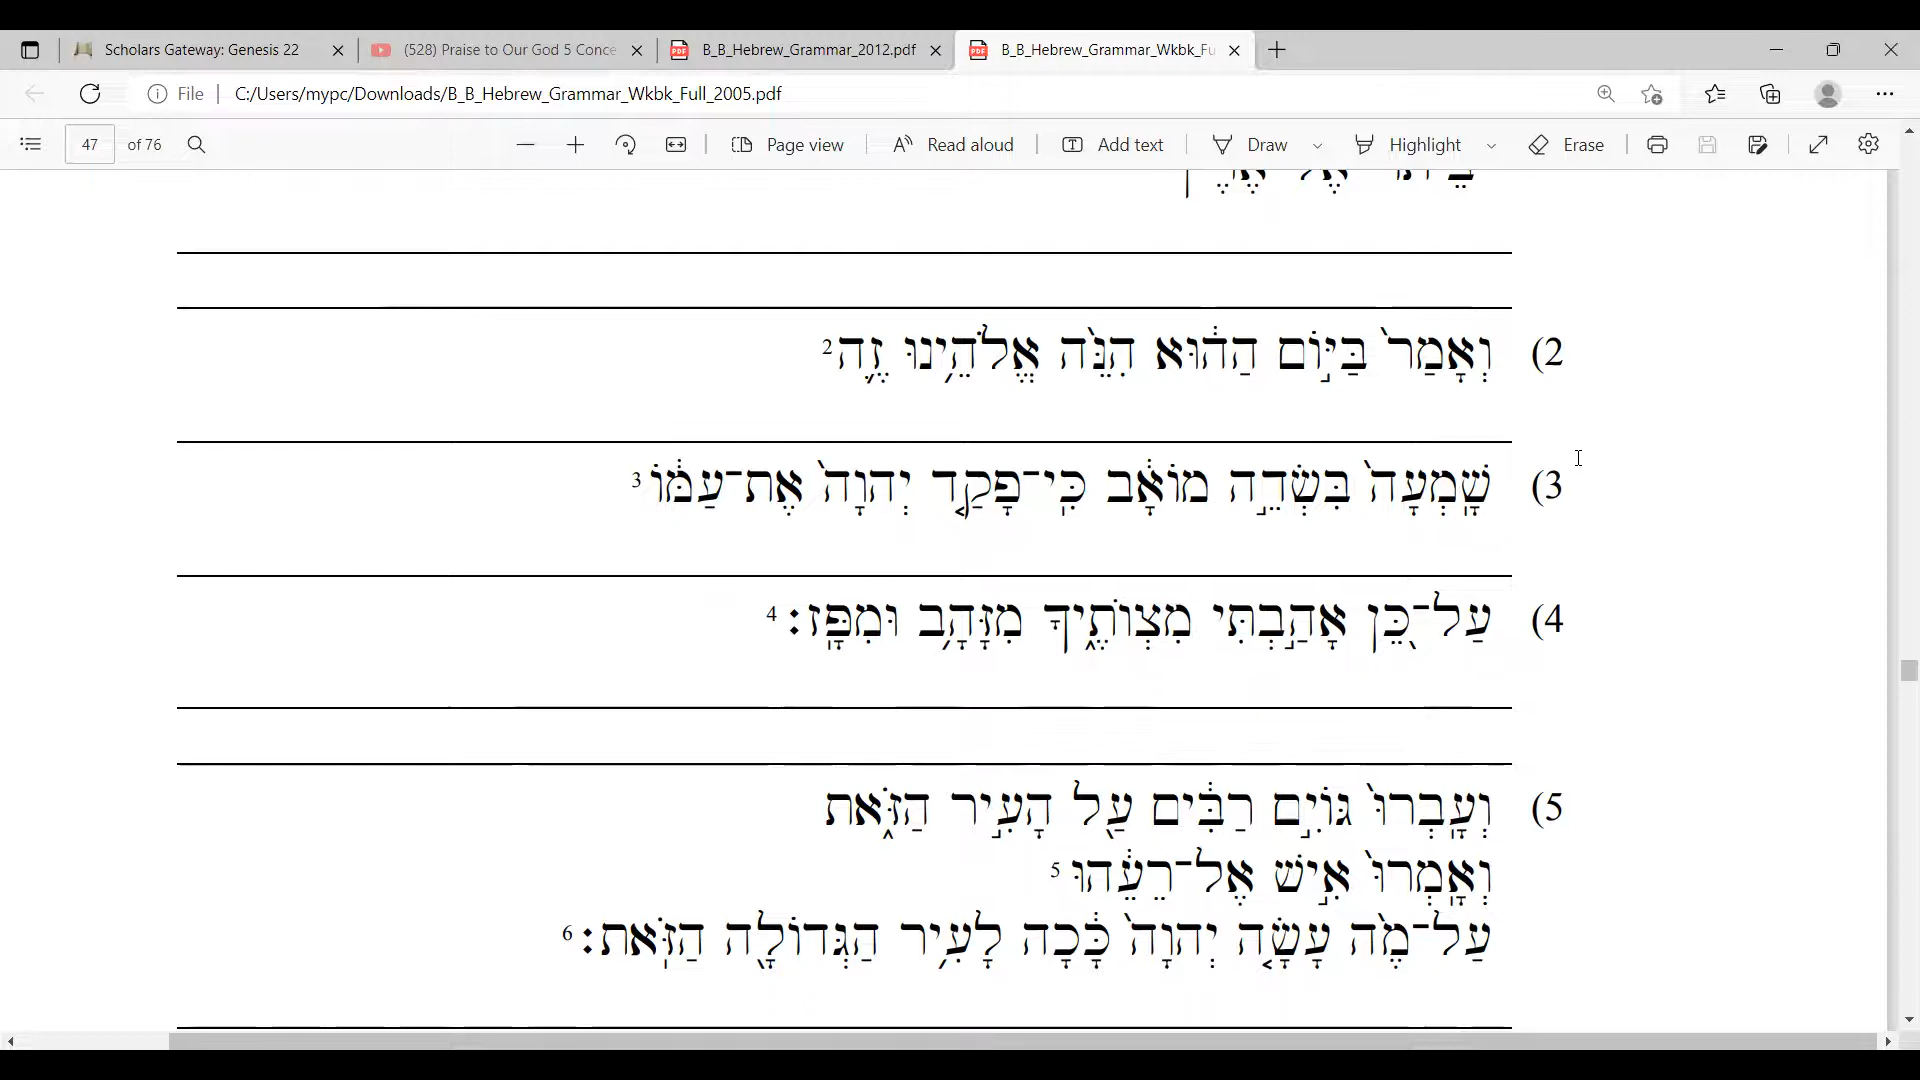 Scholars Gateway: Genesis 22
(528) Praise to Our God 5 Conce
B_B_Hebrew_Grammar_2012.pdf
B_B_Hebrew_Grammar_Wkbk_Fu
File
C:/Users/mypc/Downloads/B_B_Hebrew_Grammar_Wkbk_Full_2005.pdf
47 of 76
Page view
Read aloud
Add text
Draw
Highlight
Erase
2) וְאָמַר֙ בַּיּ֣וֹם הַה֔וּא הִנֵּ֨ה אֱלֹהֵ֥ינוּ זֶ֛ה 2
3) שָֽׁמְעָה֙ בִּשְׂדֵ֣ה מוֹאָ֔ב כִּֽי־פָקַ֤ד יְהוָה֙ אֶת־עַמּ֔וֹ 3
4) עַל־כֵּ֭ן אָהַ֣בְתִּי מִצְוֹתֶ֑יךָ מִזָּהָ֥ב וּמִפָּֽז׃ 4
5) וְעָֽבְרוּ֙ גּוֹיִ֣ם רַבִּ֔ים עַ֖ל הָעִ֣יר הַזֹּ֑את
וְאָֽמְרוּ֙ אִ֣ישׁ אֶל־רֵעֵ֔הוּ 5
עַל־מֶ֨ה עָשָׂ֤ה יְהוָה֙ כָּ֔כָה לָעִ֥יר הַגְּדוֹלָ֖ה הַזֹּֽאת׃ 6